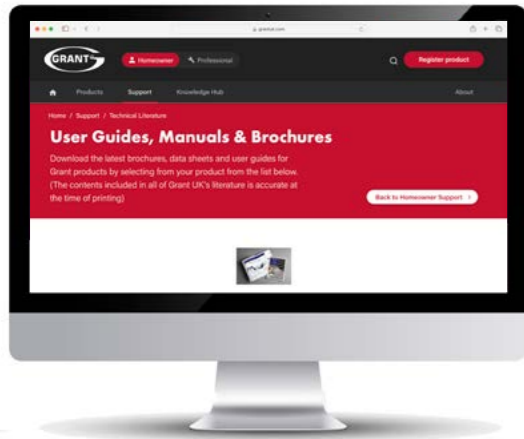 grantuk.com
GRANT
Homeowner
Professional
Register product
Products
Support
Knowledge Hub
About
Home / Support / Technical Literature
User Guides, Manuals & Brochures
Download the latest brochures, data sheets and user guides for
Grant products by selecting from your product from the list below.
(The contents included in all of Grant UK's literature is accurate at
the time of printing)
Back to Homeowner Support